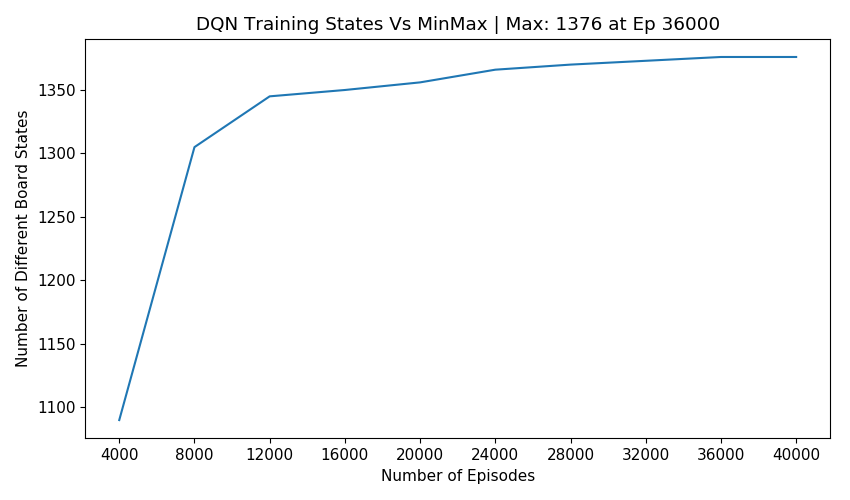 DQN Training States Vs MinMax | Max: 1376 at Ep 36000
Number of Different Board States
1350
1300
1250
1200
1150
1100
4000 8000 12000 16000 20000 24000 28000 32000 36000 40000
Number of Episodes